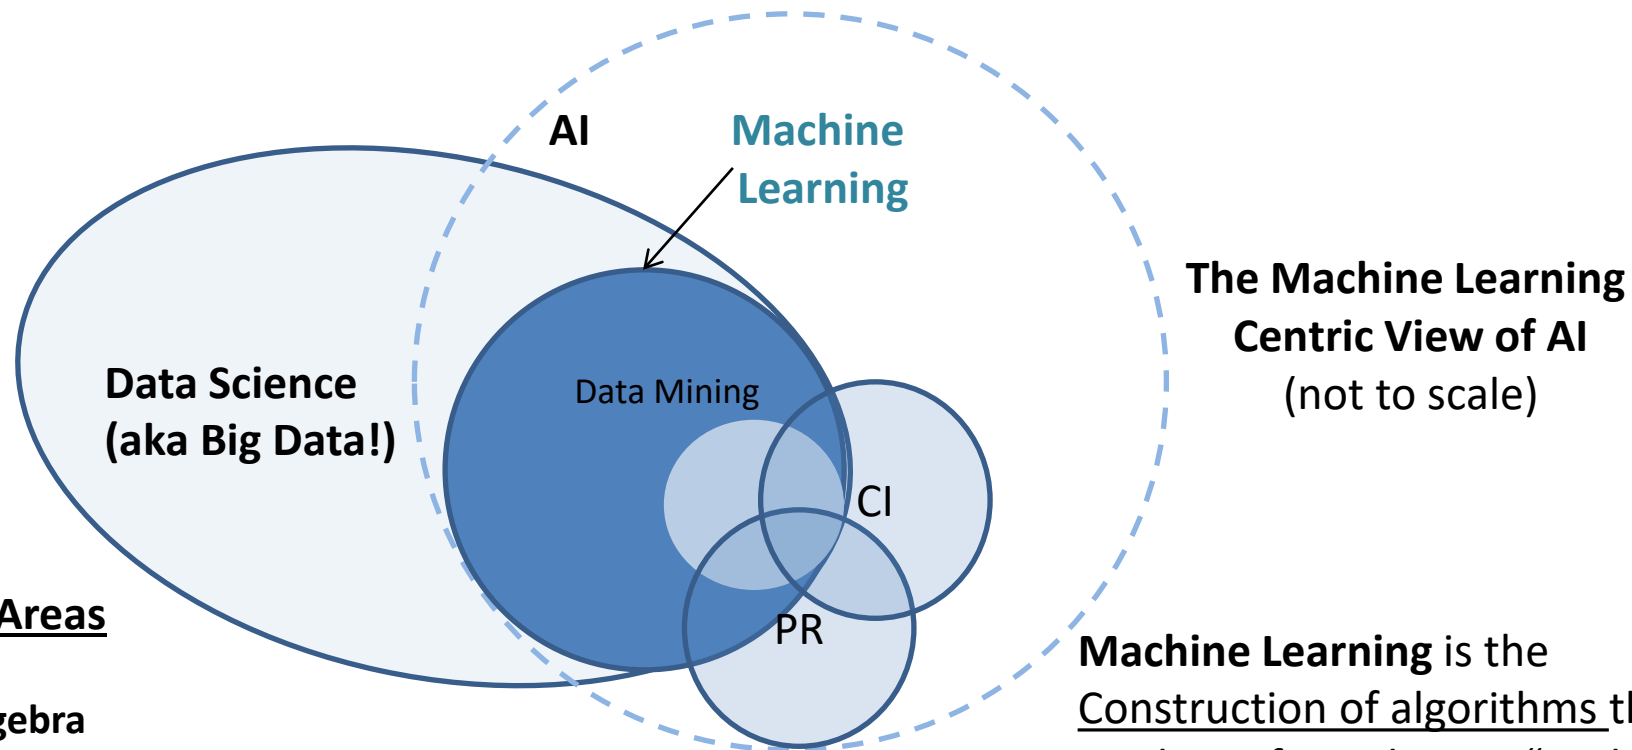 AI
Machine
Learning
The Machine Learning
Centric View of AI
(not to scale)
Data Science
(aka Big Data!)
Data Mining
CI
PR
Areas
Machine Learning is the
Construction of algorithms